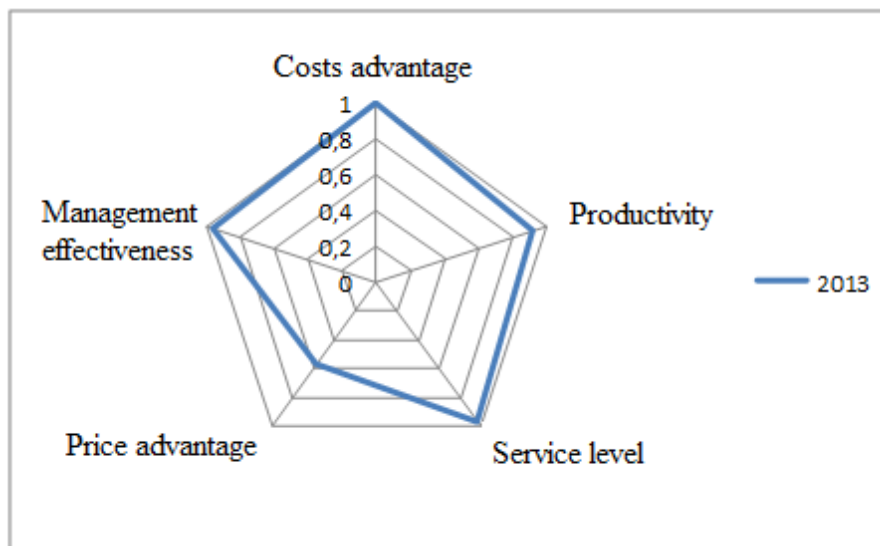 Costs advantage
1
0,8
0,6
0,4
0,2
0
Management
effectiveness
Productivity
2013
Price advantage
Service level